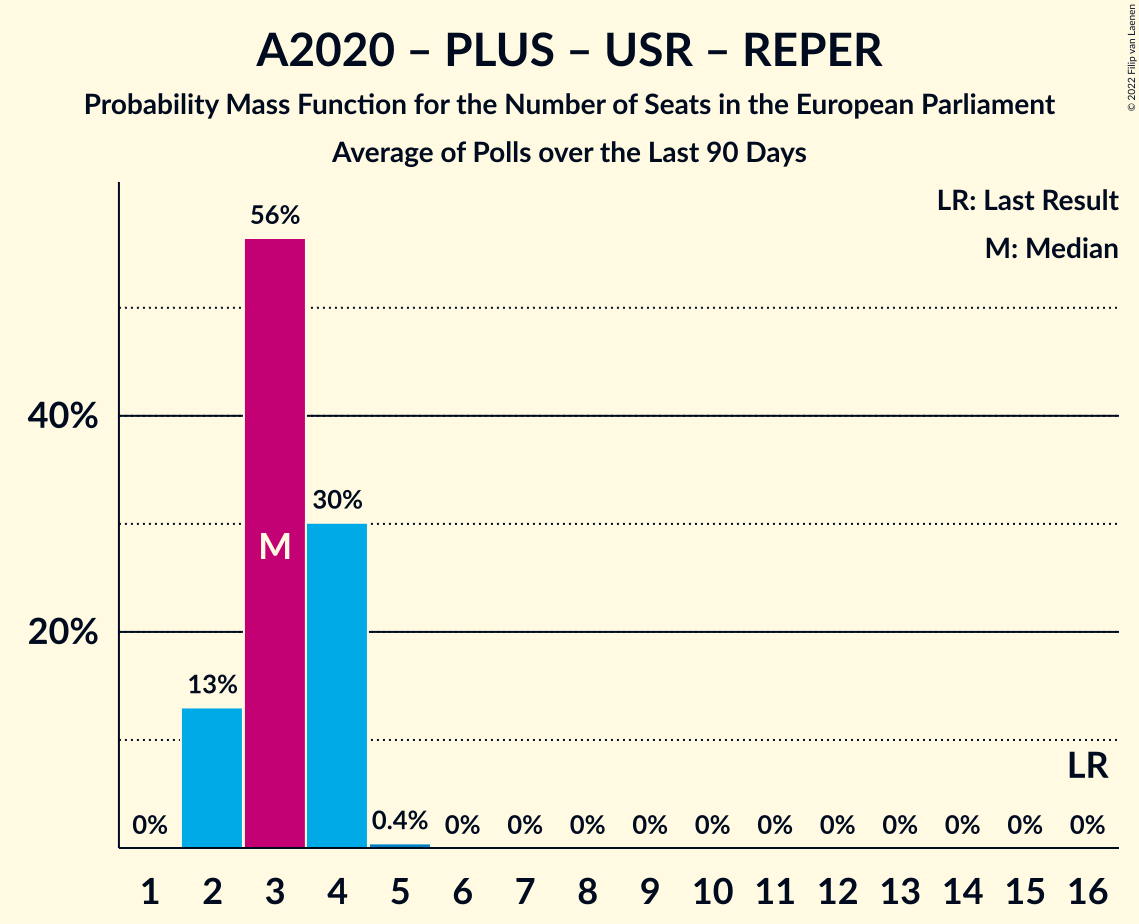 A2020 – PLUS – USR – REPER
Probability Mass Function for the Number of Seats in the European Parliament
Average of Polls over the Last 90 Days
© 2022 Filip van Laenen
LR: Last Result
M: Median
56%
40%
30%
M
20%
13%
LR
0% 0.4% 0% 0% 0% 0% 0% 0% 0% 0% 0% 0% 0%
1 2 3 4 5 6 7 8 9 10 11 12 13 14 15 16